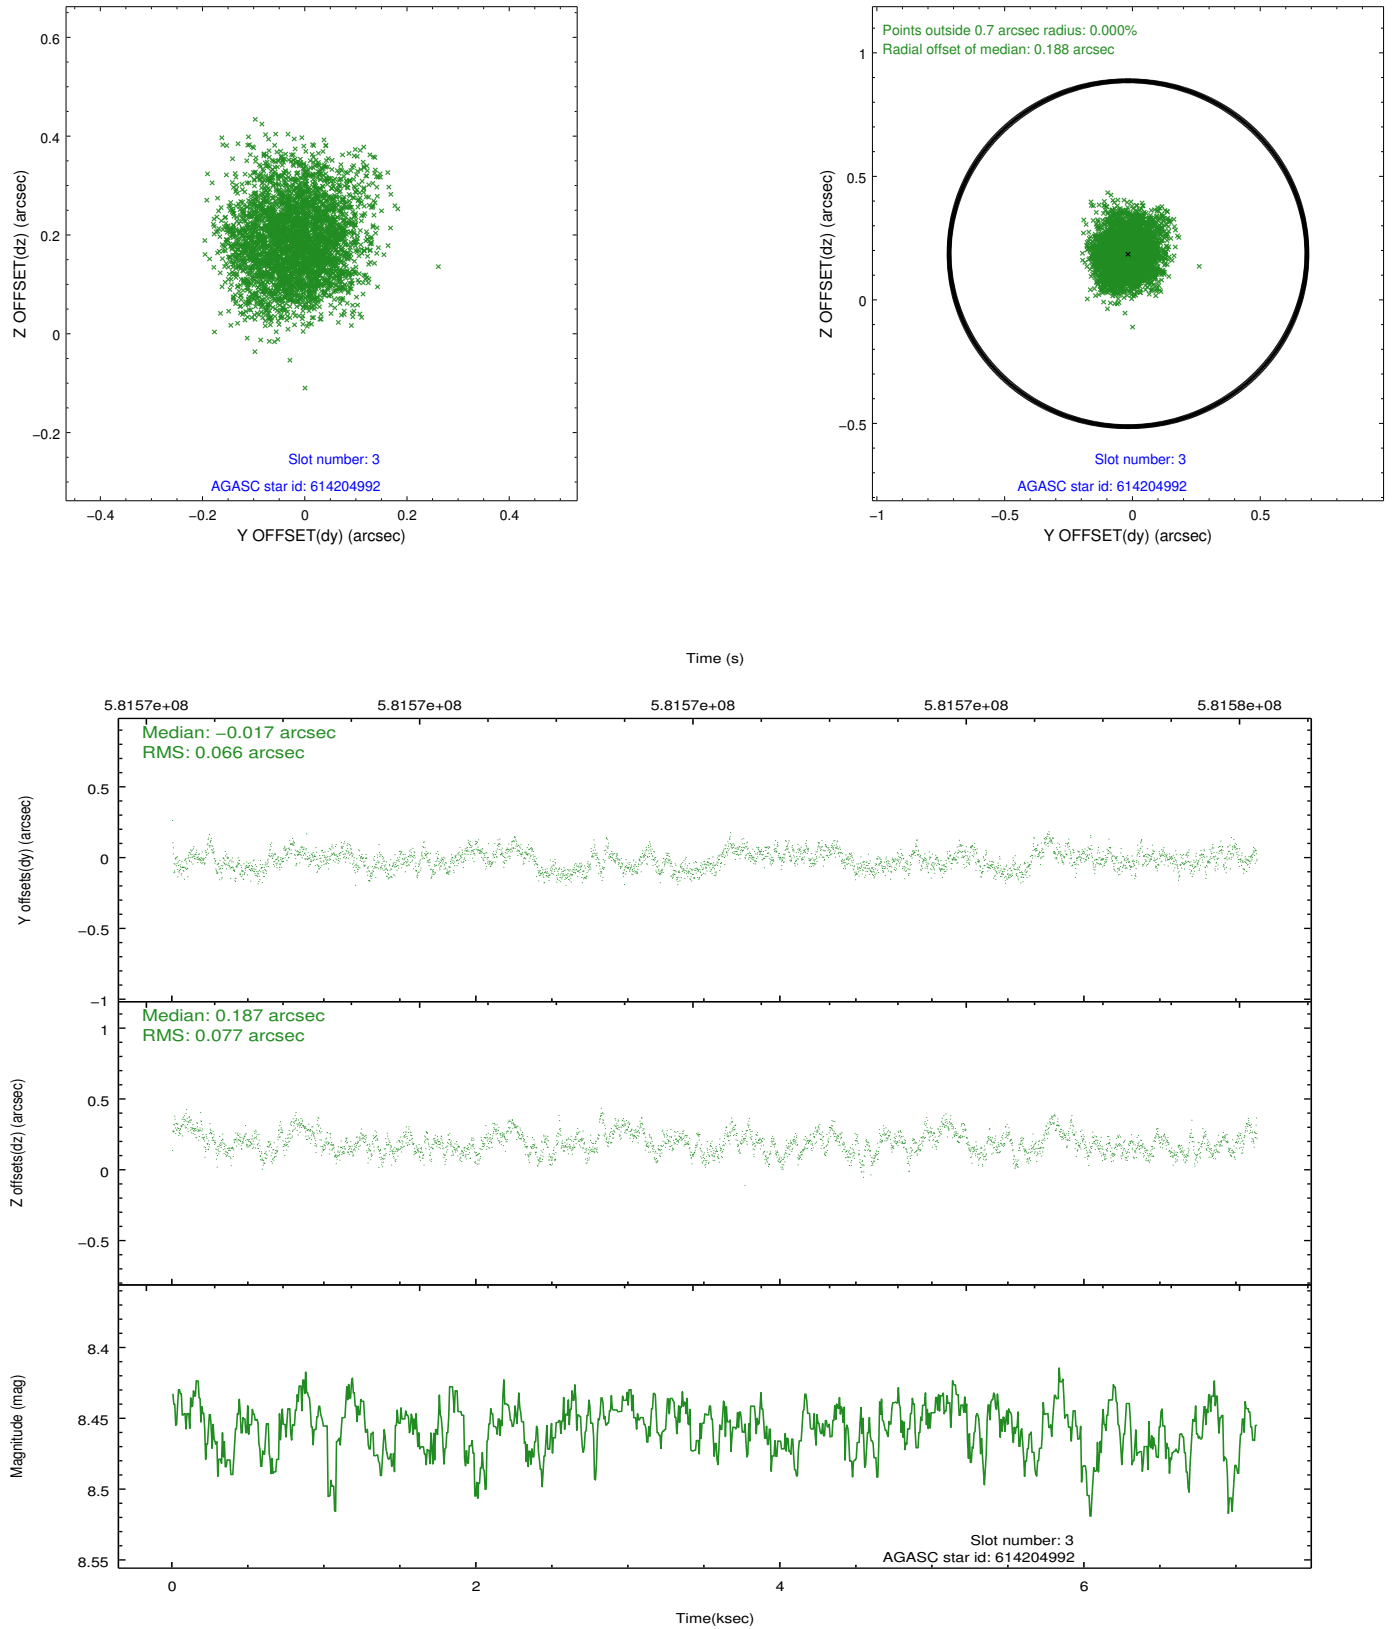 0.6
0.4
0.2
0
−0.2
Z OFFSET(dz) (arcsec)
Slot number: 3
AGASC star id: 614204992
−0.4
−0.2
0
0.2
0.4
Y OFFSET(dy) (arcsec)
Points outside 0.7 arcsec radius: 0.000%
Radial offset of median: 0.188 arcsec
1
0.5
0
−0.5
Z OFFSET(dz) (arcsec)
Slot number: 3
AGASC star id: 614204992
−1
−0.5
0
0.5
Y OFFSET(dy) (arcsec)
Time (s)
5.8157e+08
5.8157e+08
5.8157e+08
5.8157e+08
5.8158e+08
Median: −0.017 arcsec
RMS: 0.066 arcsec
0.5
0
−0.5
−1
Y offsets(dy) (arcsec)
Median: 0.187 arcsec
RMS: 0.077 arcsec
1
0.5
0
−0.5
Z offsets(dz) (arcsec)
8.4
8.45
8.5
8.55
Magnitude (mag)
Slot number: 3
AGASC star id: 614204992
0
2
4
6
Time(ksec)